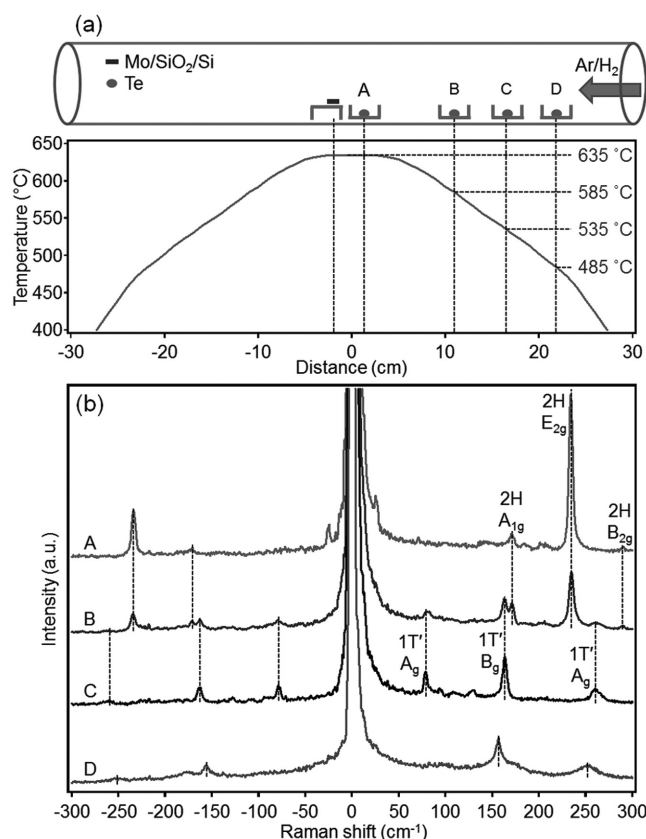 (a)
Mo/SiO₂/Si
Te
A
B
C
D
Ar/H₂
650
600
550
500
450
400
Temperature (°C)
635 °C
585 °C
535 °C
485 °C
-30
-20
-10
0
10
20
30
Distance (cm)
(b)
2H
E₂g
2H
A₁g
2H
B₂g
A
B
1T′
Ag
1T′
Bg
1T′
Ag
C
D
Intensity (a.u.)
-300 -250 -200 -150 -100 -50 0 50 100 150 200 250 300
Raman shift (cm⁻¹)